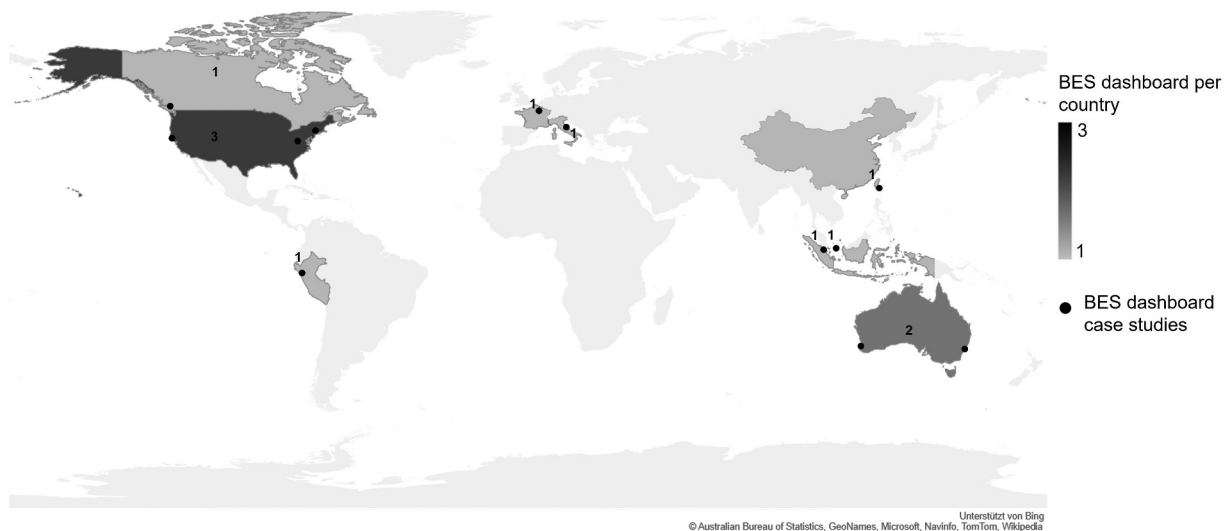 BES dashboard per
country
3
1
BES dashboard
case studies
1
3
1
1
1
1
1
1
2
Unterstützt von Bing
© Australian Bureau of Statistics, GeoNames, Microsoft, Navinfo, TomTom, Wikipedia